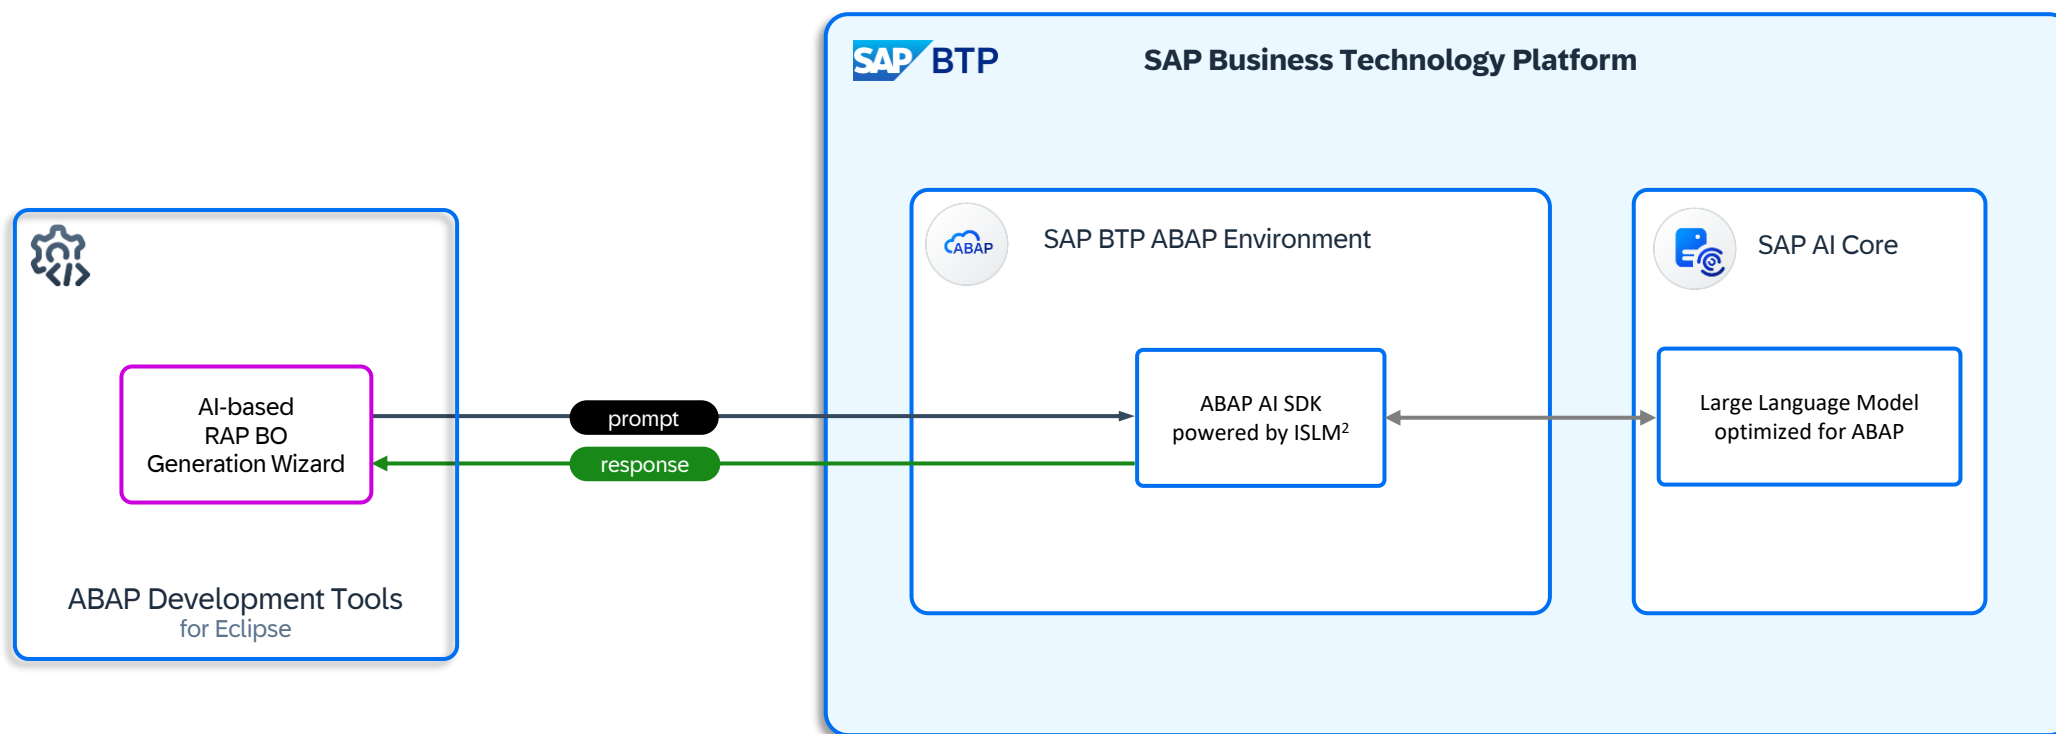 SAP BTP
SAP Business Technology Platform
ABAP
SAP BTP ABAP Environment
SAP AI Core
AI-based
RAP BO
Generation Wizard
prompt
response
ABAP AI SDK
powered by ISLM²
Large Language Model
optimized for ABAP
ABAP Development Tools
for Eclipse